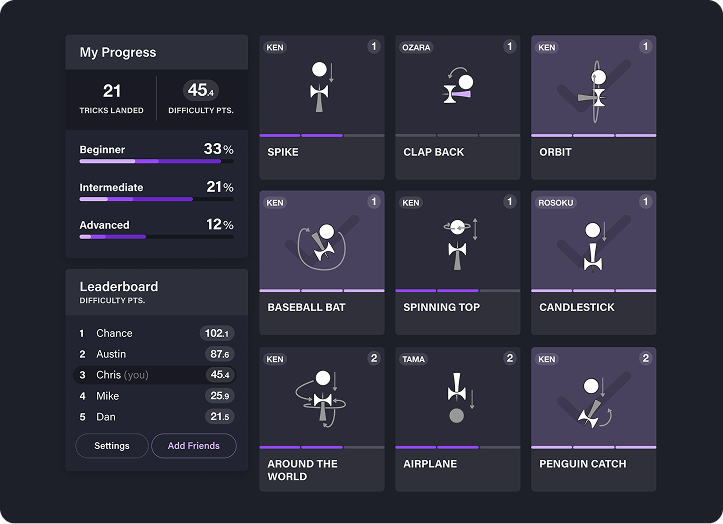 My Progress
21
45.4
TRICKS LANDED
DIFFICULTY PTS.
Beginner 33%
Intermediate 21%
Advanced 12%
Leaderboard
DIFFICULTY PTS.
1 Chance 102.1
2 Austin 87.6
3 Chris (you) 45.4
4 Mike 25.9
5 Dan 21.5
Settings
Add Friends
KEN 1
SPIKE
OZARA 1
CLAP BACK
KEN 1
ORBIT
KEN 1
BASEBALL BAT
KEN 1
SPINNING TOP
ROSOKU 1
CANDLESTICK
KEN 2
AROUND THE
WORLD
TAMA 2
AIRPLANE
KEN 2
PENGUIN CATCH